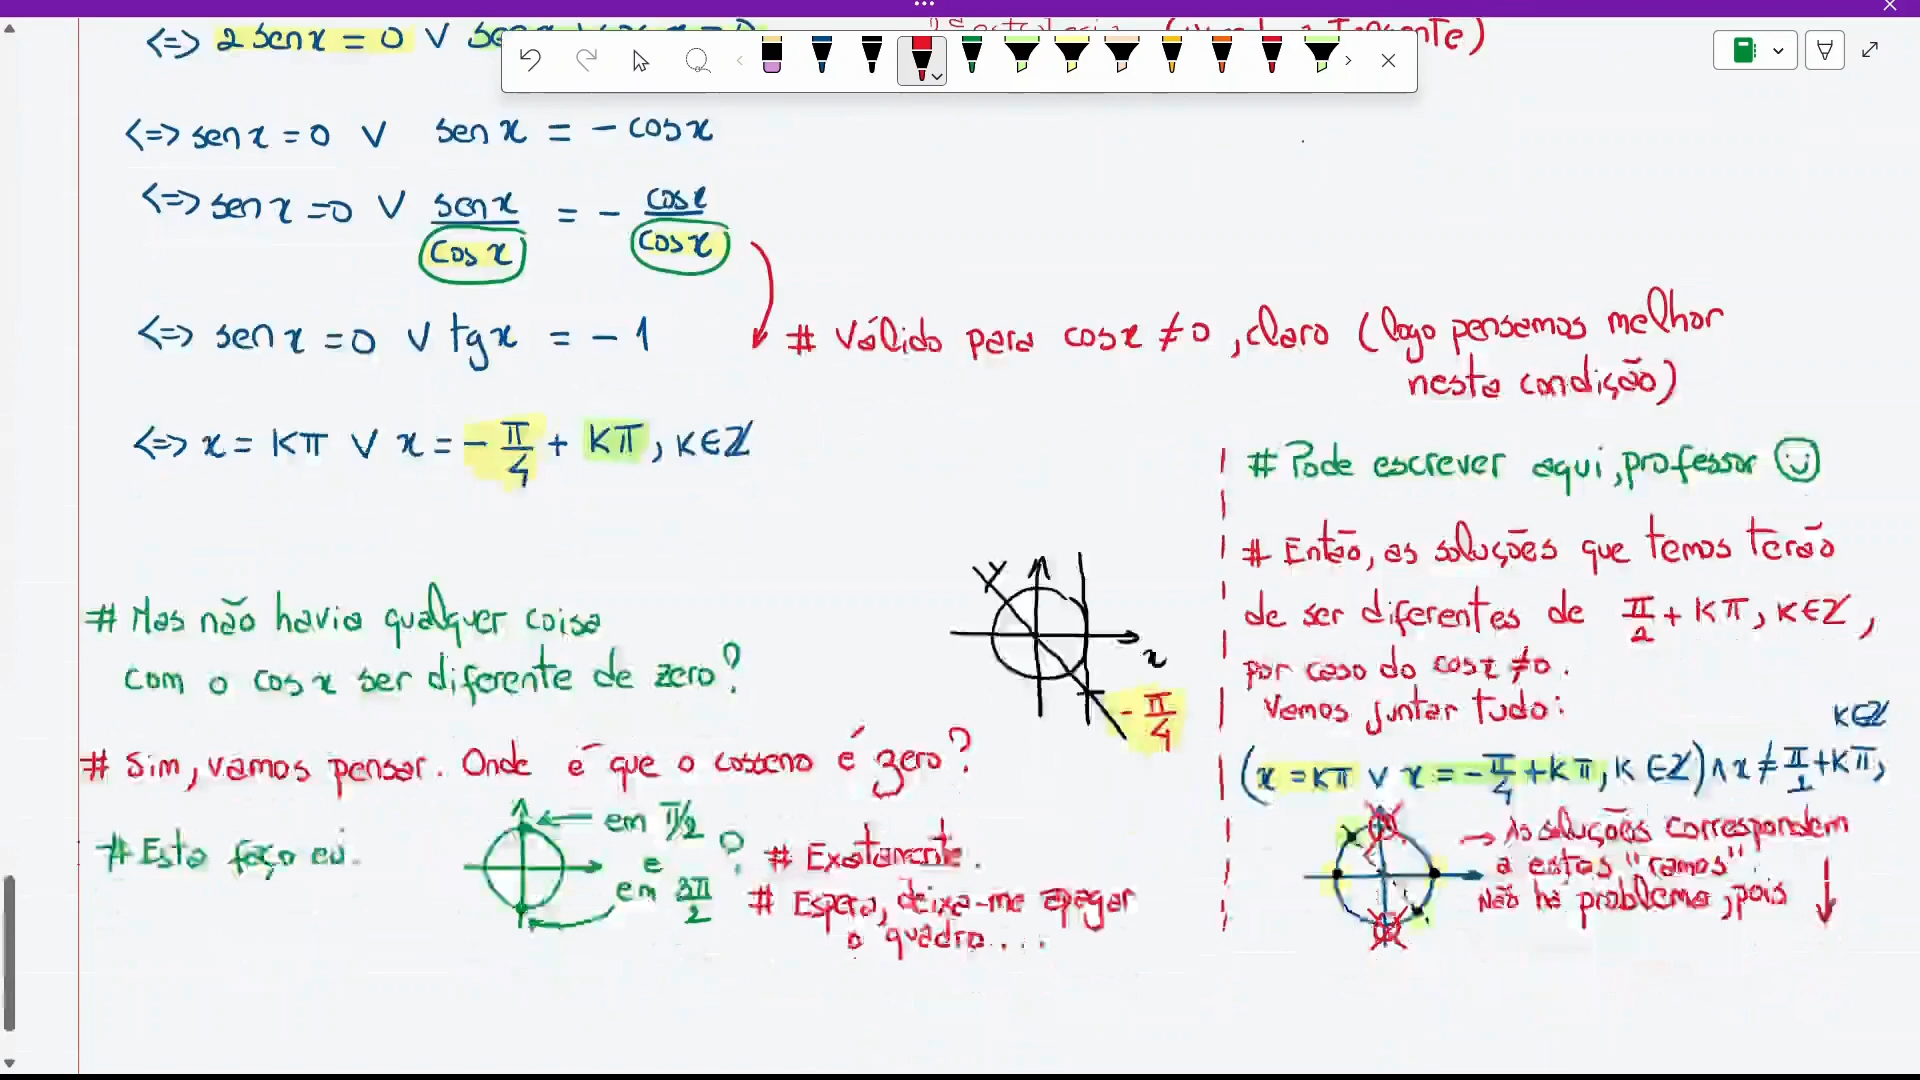 <=> 2 sen x = 0 ∨
<=> sen x = 0 ∨ sen x = - cos x
<=> sen x = 0 ∨ sen x / cos x = - cos x / cos x
<=> sen x = 0 ∨ tg x = - 1
# Válido para cos x ≠ 0, claro (logo pensamos melhor
nesta condição)
<=> x = kπ ∨ x = - π/4 + kπ, k ∈ ℤ
# Mas não havia qualquer coisa
com o cos x ser diferente de zero?
x
- π/4
# Sim, vamos pensar. Onde é que o cosseno é zero?
# Esta faço eu.
em π/2
e
em 3π/2
?
# Exatamente.
# Espera, deixa-me apagar
o quadro...
# Pode escrever aqui, professor
# Então, as soluções que temos terão
de ser diferentes de π/2 + kπ, k ∈ ℤ,
por caso do cos x ≠ 0.
Vamos juntar tudo:
k ∈ ℤ
(x = kπ ∨ x = - π/4 + kπ, k ∈ ℤ) ∧ x ≠ + kπ,
→ As soluções correspondem
a estas "ramos".
Não há problema, pois